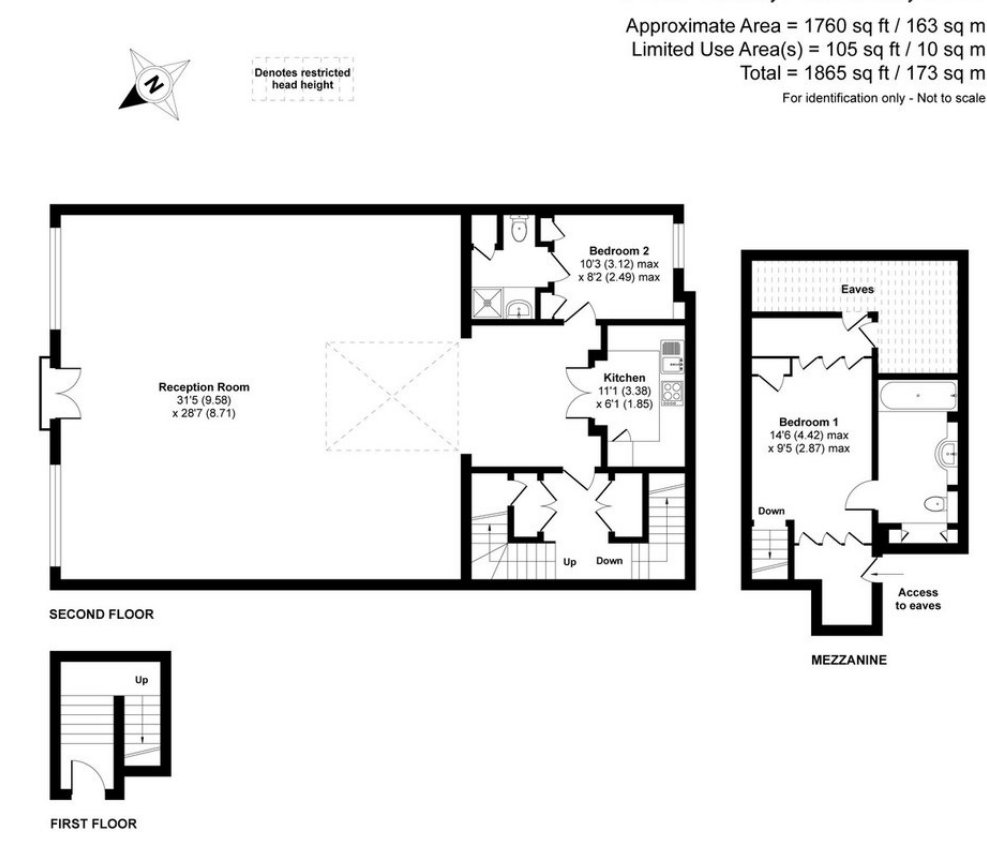 Approximate Area = 1760 sq ft / 163 sq m
Limited Use Area(s) = 105 sq ft / 10 sq m
Total = 1865 sq ft / 173 sq m
For identification only - Not to scale
N
Denotes restricted
head height
Bedroom 2
10'3 (3.12) max
x 8'2 (2.49) max
Reception Room
31'5 (9.58)
x 28'7 (8.71)
Kitchen
11'1 (3.38)
x 6'1 (1.85)
Up
Down
SECOND FLOOR
Eaves
Bedroom 1
14'6 (4.42) max
x 9'5 (2.87) max
Down
Access
to eaves
MEZZANINE
Up
FIRST FLOOR